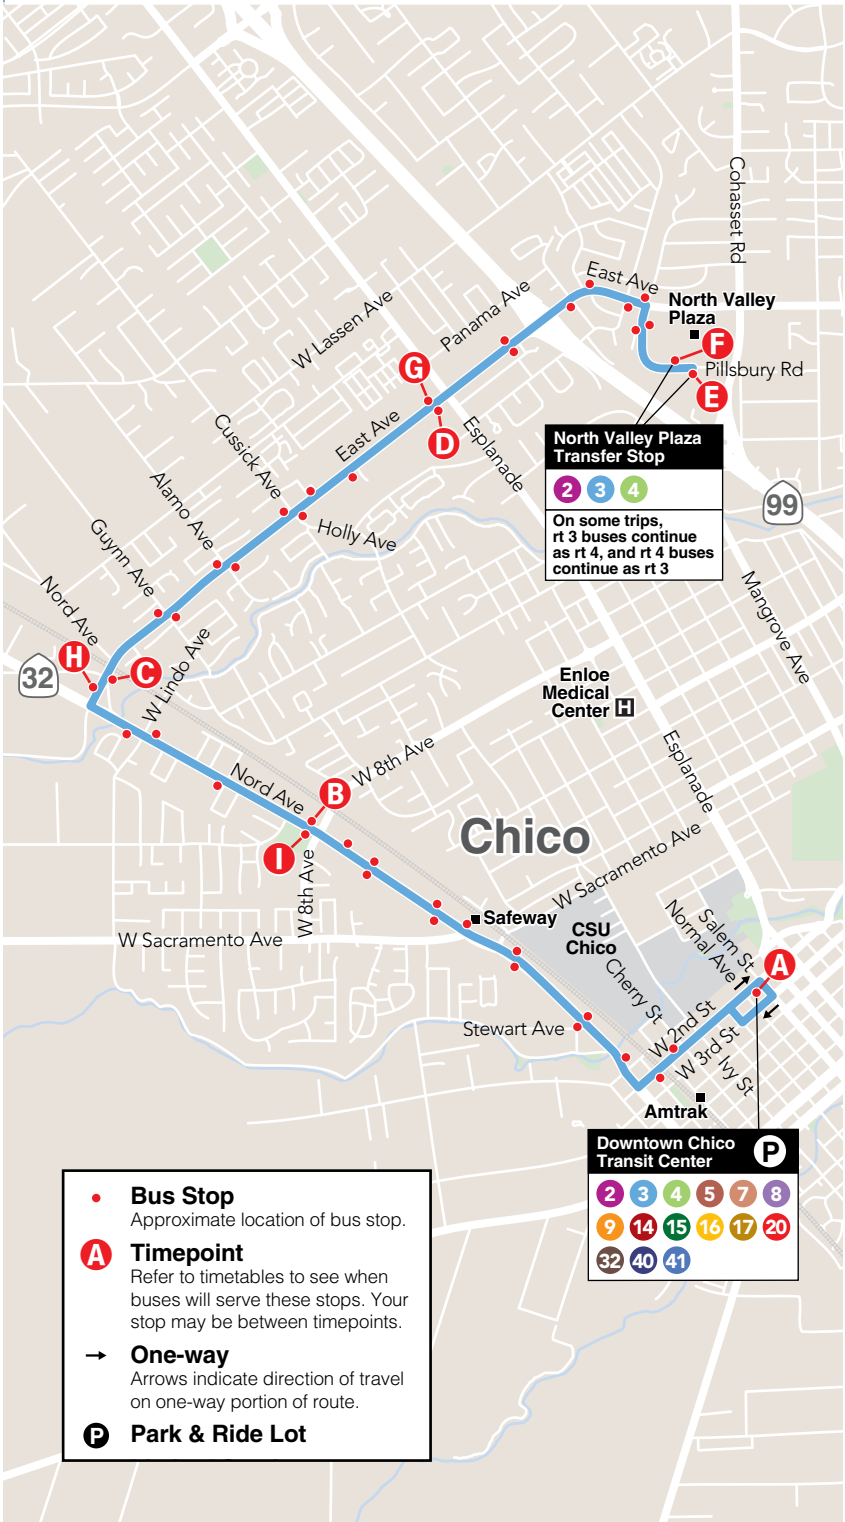 Cohasset Rd
East Ave
North Valley
Plaza
W Lassen Ave
Panama Ave
F
G
Pillsbury Rd
E
East Ave
D
Esplanade
Cussick Ave
North Valley Plaza
Transfer Stop
2 3 4
On some trips,
rt 3 buses continue
as rt 4, and rt 4 buses
continue as rt 3
99
Alamo Ave
Holly Ave
Guynn Ave
Nord Ave
Mangrove Ave
H
C
32
W Lindo Ave
Enloe
Medical
Center H
W 8th Ave
Esplanade
Nord Ave
B
Chico
I
W 8th Ave
W Sacramento Ave
Safeway
W Sacramento Ave
CSU
Chico
Salem St
Normal Ave
A
Cherry St
Stewart Ave
W 2nd St
W 3rd St
Ivy St
Amtrak
Downtown Chico
Transit Center P
2 3 4 5 7 8
9 14 15 16 17 20
32 40 41
Bus Stop
Approximate location of bus stop.
A Timepoint
Refer to timetables to see when
buses will serve these stops. Your
stop may be between timepoints.
One-way
Arrows indicate direction of travel
on one-way portion of route.
P Park & Ride Lot